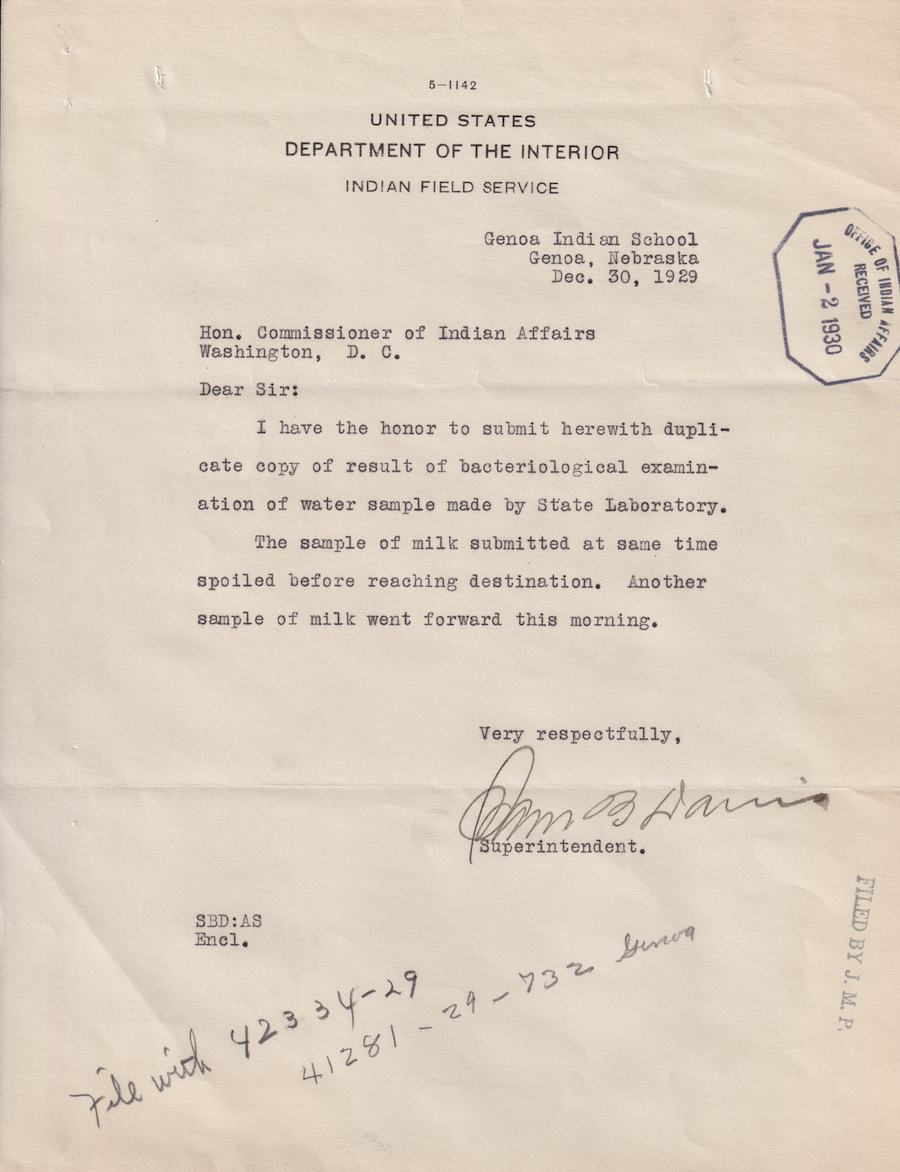 5—1142
UNITED STATES
DEPARTMENT OF THE INTERIOR
INDIAN FIELD SERVICE
Genoa Indian School
Genoa, Nebraska
Dec. 30, 1929
OFFICE OF INDIAN AFFAIRS
RECEIVED
JAN - 2 1930
Hon. Commissioner of Indian Affairs
Washington, D. C.
Dear Sir:
I have the honor to submit herewith dupli-
cate copy of result of bacteriological examin-
ation of water sample made by State Laboratory.
The sample of milk submitted at same time
spoiled before reaching destination. Another
sample of milk went forward this morning.
Very respectfully,
B Davis
Superintendent.
SBD:AS
Encl.
FILED BY J. M. P.
File with 42334-29
41281-29-732 Genoa